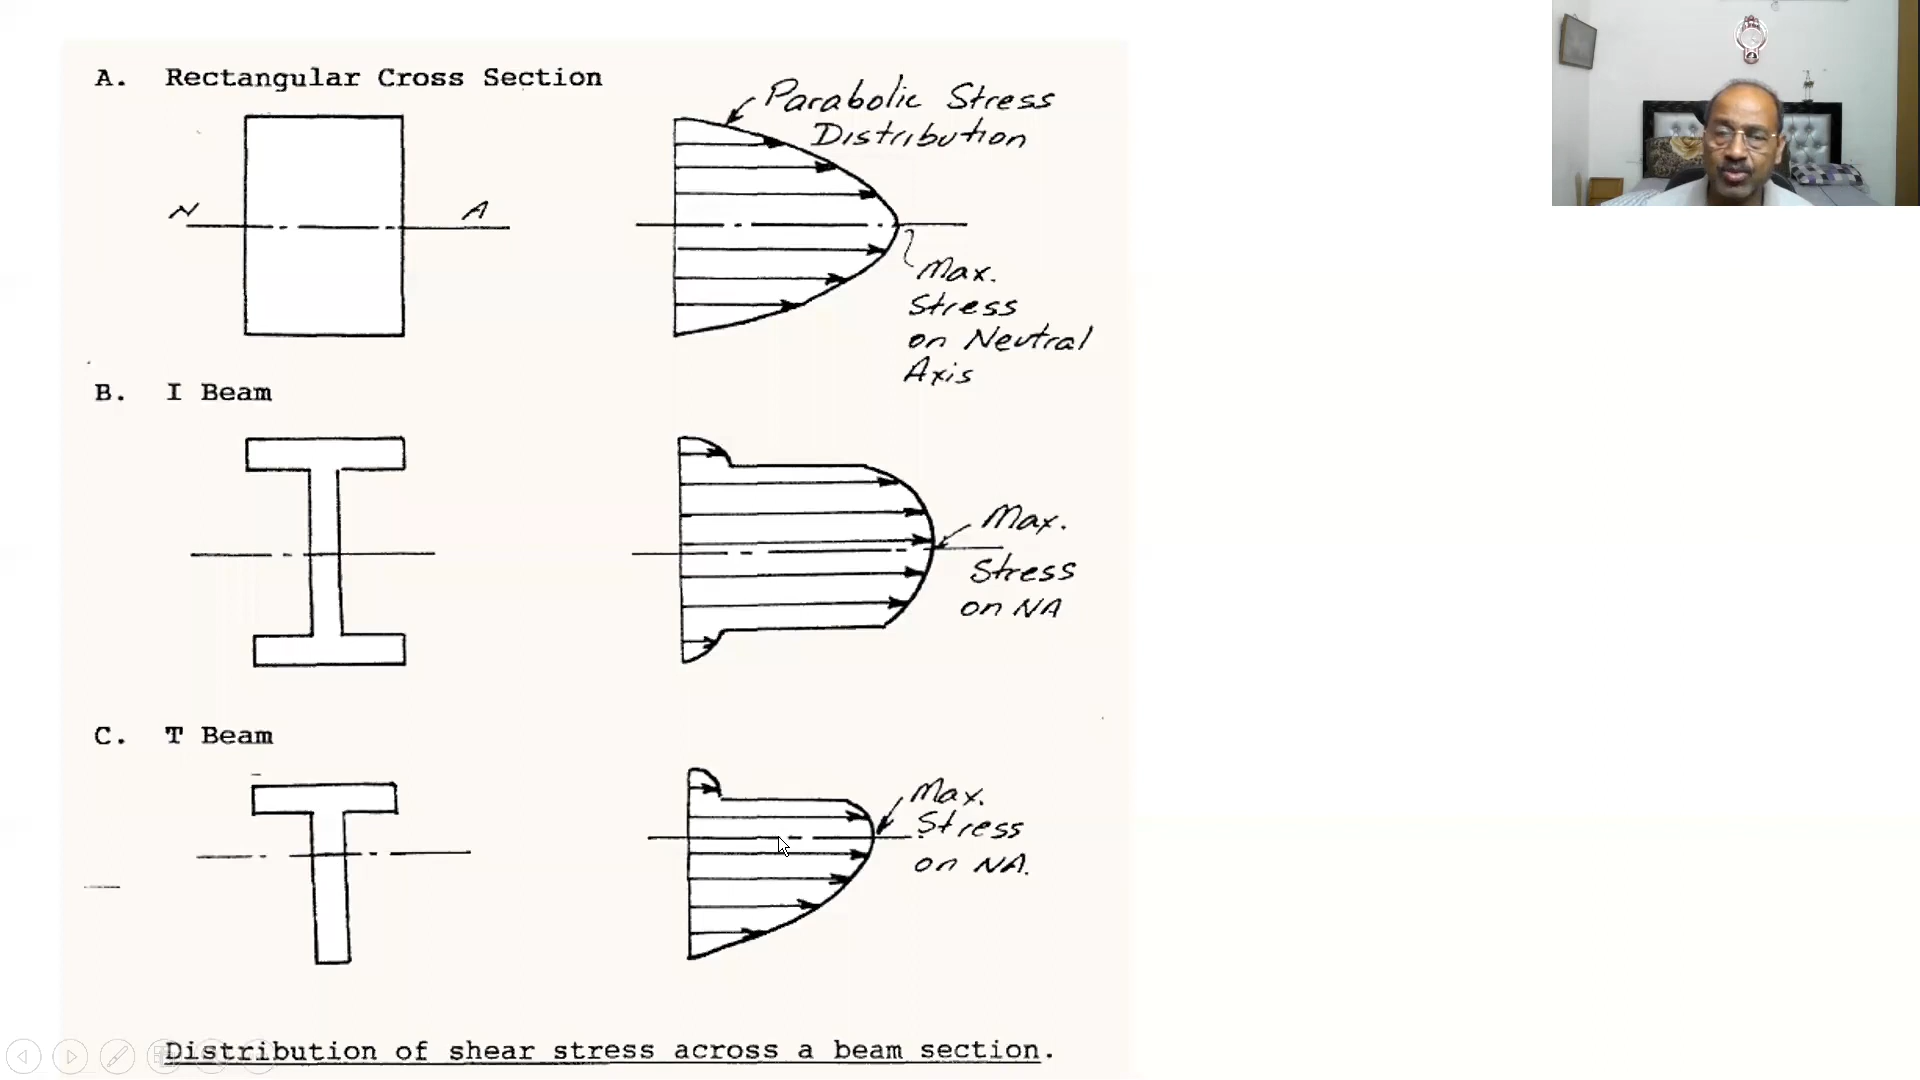 A. Rectangular Cross Section
Parabolic Stress
Distribution
N A
Max.
Stress
on Neutral
Axis
B. I Beam
Max.
Stress
on NA
C. T Beam
Max.
Stress
on NA.
Distribution of shear stress across a beam section.